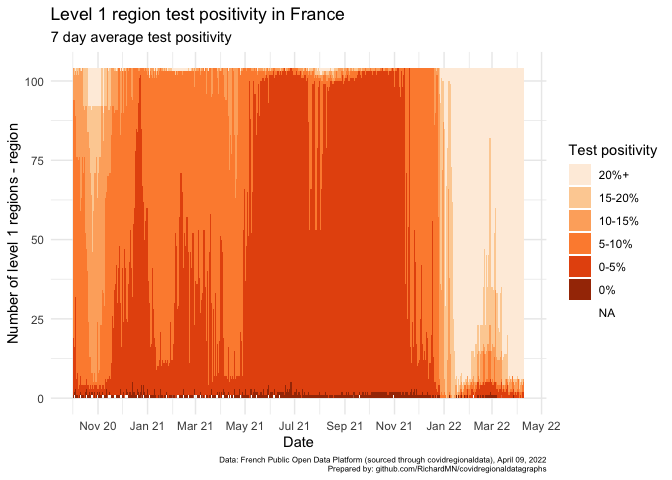 Level 1 region test positivity in France
7 day average test positivity
Number of level 1 regions - region
100
75
50
25
0
Nov 20 Jan 21 Mar 21 May 21 Jul 21 Sep 21 Nov 21 Jan 22 Mar 22 May 22
Date
Test positivity
20%+
15-20%
10-15%
5-10%
0-5%
0%
NA
Data: French Public Open Data Platform (sourced through covidregionaldata), April 09, 2022
Prepared by: github.com/RichardMN/covidregionaldatagraphs